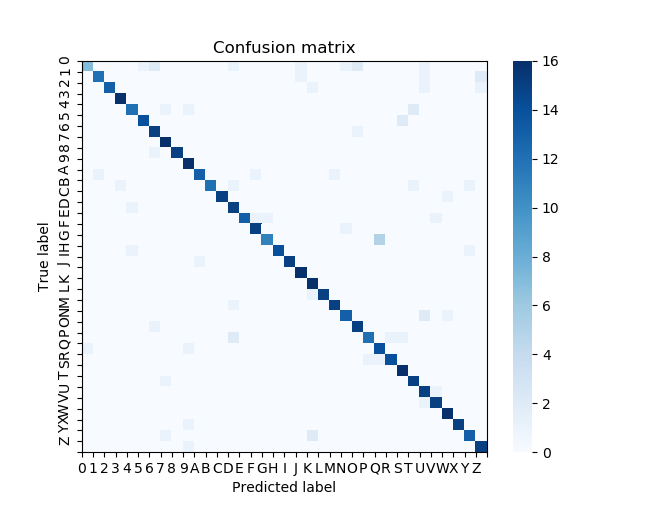 Confusion matrix
True label
0
1
2
3
4
5
6
7
8
9
A
B
C
D
E
F
G
H
I
J
K
L
M
N
O
P
Q
R
S
T
U
V
W
X
Y
Z
0 1 2 3 4 5 6 7 8 9 A B C D E F G H I J K L M N O P Q R S T U V W X Y Z
Predicted label
16
14
12
10
8
6
4
2
0